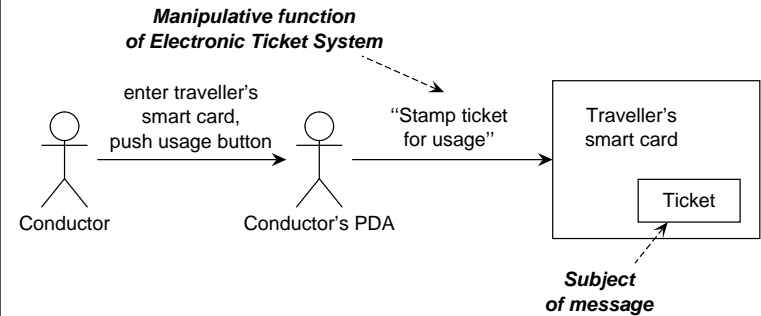 Manipulative function
of Electronic Ticket System
enter traveller's
smart card,
push usage button
‘‘Stamp ticket
for usage’’
Traveller's
smart card
Ticket
Conductor
Conductor's PDA
Subject
of message